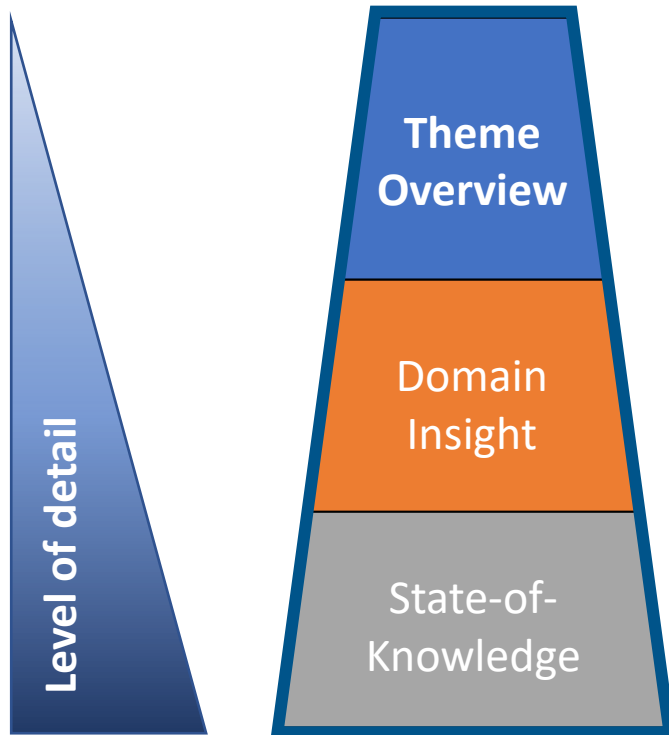 Level of detail
Theme
Overview
Domain
Insight
State-of-
Knowledge